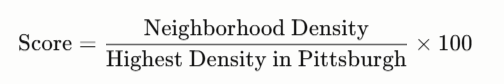 Score = Neighborhood Density / Highest Density in Pittsburgh × 100